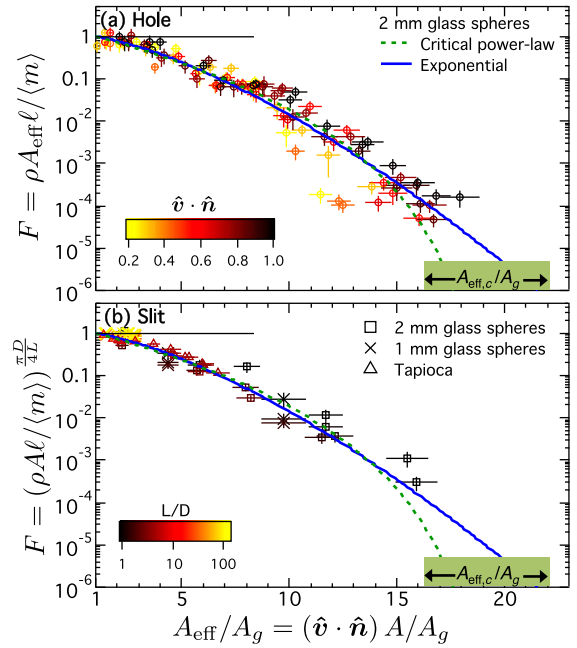 (a) Hole
2 mm glass spheres
Critical power-law
Exponential
1
0.1
10⁻²
10⁻³
10⁻⁴
10⁻⁵
10⁻⁶
F = ρA_eff ℓ/⟨m⟩
v̂ · n̂
0.2 0.4 0.6 0.8 1.0
A_eff,c/A_g
(b) Slit
2 mm glass spheres
1 mm glass spheres
Tapioca
1
0.1
10⁻²
10⁻³
10⁻⁴
10⁻⁵
10⁻⁶
F = (ρAℓ/⟨m⟩)^{πD/4L}
L/D
1 10 100
A_eff,c/A_g
1 5 10 15 20
A_eff/A_g = (v̂ · n̂) A/A_g